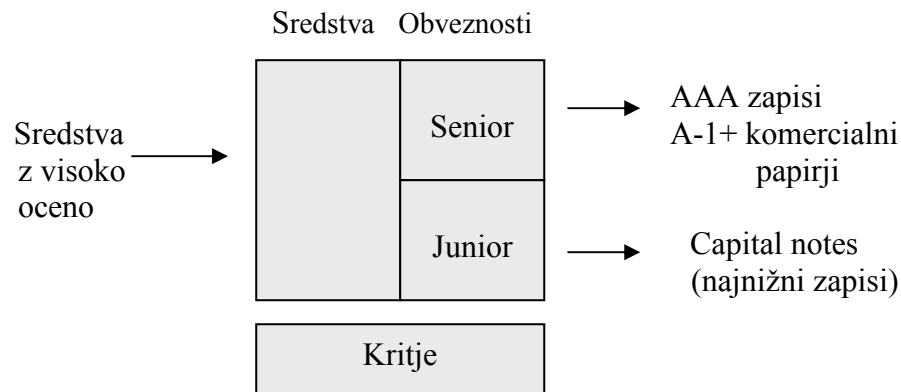 Sredstva Obveznosti
Sredstva
z visoko
oceno
Senior
AAA zapisi
A-1+ komercialni
papirji
Junior
Capital notes
(najnižni zapisi)
Kritje